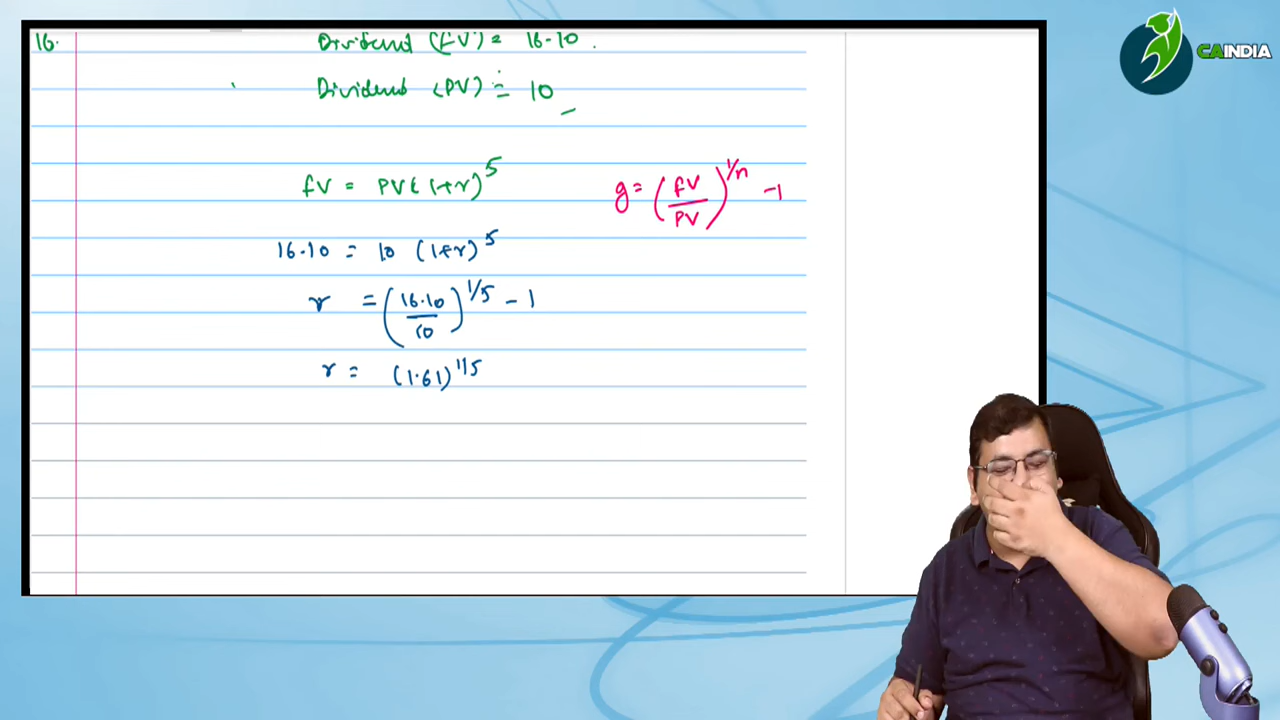 16.
Dividend (FV) = 16.10
Dividend (PV) = 10
FV = PV(1+r)^5
g = (FV/PV)^1/n -1
16.10 = 10 (1+r)^5
r = (16.10/10)^1/5 - 1
r = (1.61)^1/5
CAINDIA